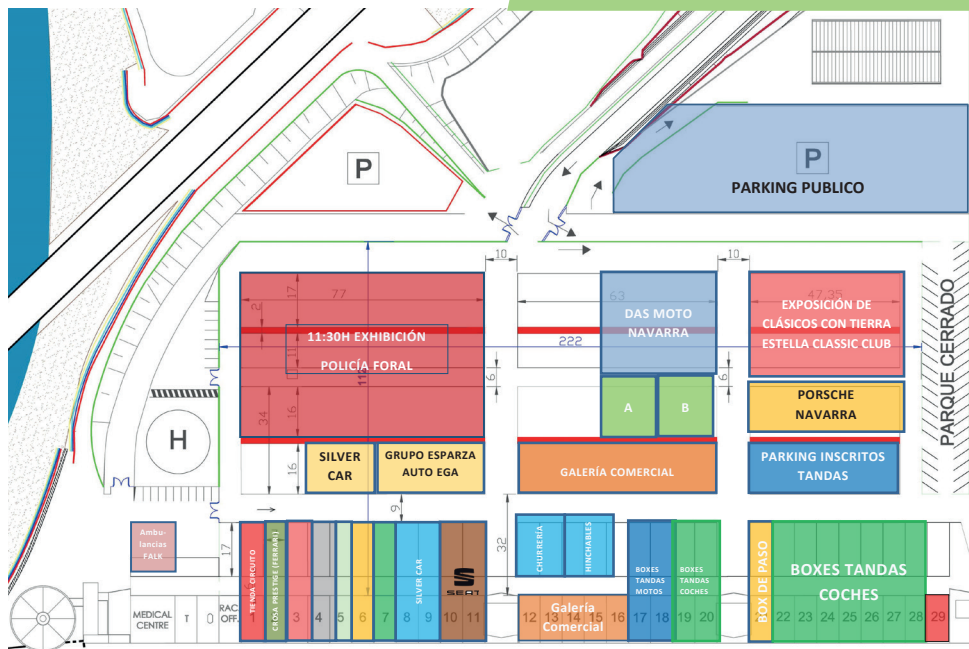 P
P
PARKING PUBLICO
10
10
17
77
2
63
47,35
11:30H EXHIBICIÓN
POLICÍA FORAL
DAS MOTO
NAVARRA
EXPOSICIÓN DE
CLÁSICOS CON TIERRA
ESTELLA CLASSIC CLUB
222
11
6
6
34
16
A
B
PORSCHE
NAVARRA
PARQUE CERRADO
H
16
SILVER
CAR
GRUPO ESPARZA
AUTO EGA
GALERÍA COMERCIAL
PARKING INSCRITOS
TANDAS
9
32
Ambu-
lancias
FALK
17
TIENDA CIRCUITO
CROSA PRESTIGE (FERRARI)
SILVER CAR
SEAT
CHURRERÍA
HINCHABLES
BOXES
TANDAS
MOTOS
BOXES
TANDAS
COCHES
BOX DE PASO
BOXES TANDAS
COCHES
MEDICAL
CENTRE
T
O
RAC
OFF.
1
3
4
5
6
7
8
9
10
11
Galería
Comercial
12
13
14
15
16
17
18
19
20
22
23
24
25
26
27
28
29